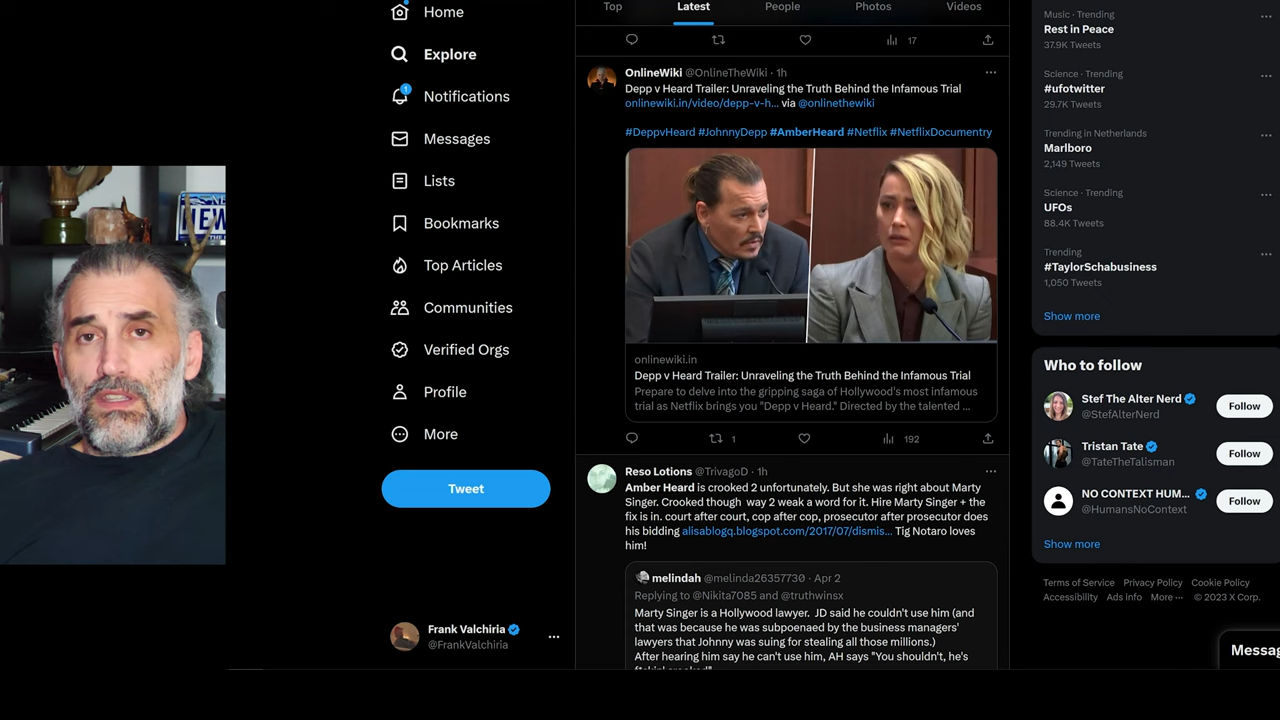 NEW
Home
Explore
1
Notifications
Messages
Lists
Bookmarks
Top Articles
Communities
Verified Orgs
Profile
More
Tweet
Frank Valchiria
@FrankValchiria
Top
Latest
People
Photos
Videos
17
OnlineWiki @OnlineTheWiki · 1h
Depp v Heard Trailer: Unraveling the Truth Behind the Infamous Trial
onlinewiki.in/video/depp-v-h... via @onlinethewiki
#DeppvHeard #JohnnyDepp #AmberHeard #Netflix #NetflixDocumentry
onlinewiki.in
Depp v Heard Trailer: Unraveling the Truth Behind the Infamous Trial
Prepare to delve into the gripping saga of Hollywood's most infamous
trial as Netflix brings you "Depp v Heard." Directed by the talented ...
1
192
Reso Lotions @TrivagoD · 1h
Amber Heard is crooked 2 unfortunately. But she was right about Marty
Singer. Crooked though way 2 weak a word for it. Hire Marty Singer + the
fix is in. court after court, cop after cop, prosecutor after prosecutor does
his bidding alisablogq.blogspot.com/2017/07/dismis... Tig Notaro loves
him!
melindah @melinda26357730 · Apr 2
Replying to @Nikita7085 and @truthwinsx
Marty Singer is a Hollywood lawyer. JD said he couldn't use him (and
that was because he was subpoenaed by the business managers'
lawyers that Johnny was suing for stealing all those millions.)
After hearing him say he can't use him, AH says "You shouldn't, he's
Music · Trending
Rest in Peace
37.9K Tweets
Science · Trending
#ufotwitter
29.7K Tweets
Trending in Netherlands
Marlboro
2,149 Tweets
Science · Trending
UFOs
88.4K Tweets
Trending
#TaylorSchabusiness
1,050 Tweets
Show more
Who to follow
Stef The Alter Nerd
@StefAlterNerd
Follow
Tristan Tate
@TateTheTalisman
Follow
NO CONTEXT HUM...
@HumansNoContext
Follow
Show more
Terms of Service Privacy Policy Cookie Policy
Accessibility Ads info More ··· © 2023 X Corp.
Messag